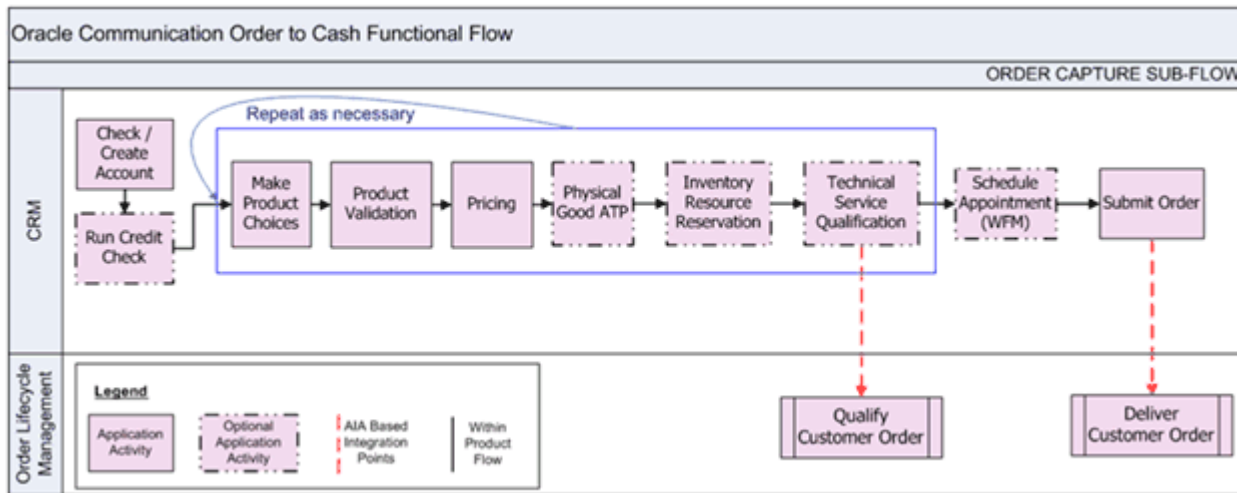 Oracle Communication Order to Cash Functional Flow
ORDER CAPTURE SUB-FLOW
CRM
Repeat as necessary
Check /
Create
Account
Run Credit
Check
Make
Product
Choices
Product
Validation
Pricing
Physical
Good ATP
Inventory
Resource
Reservation
Technical
Service
Qualification
Schedule
Appointment
(WFM)
Submit Order
Order Lifecycle
Management
Legend
Application
Activity
Optional
Application
Activity
AIA Based
Integration
Points
Within
Product
Flow
Qualify
Customer Order
Deliver
Customer Order